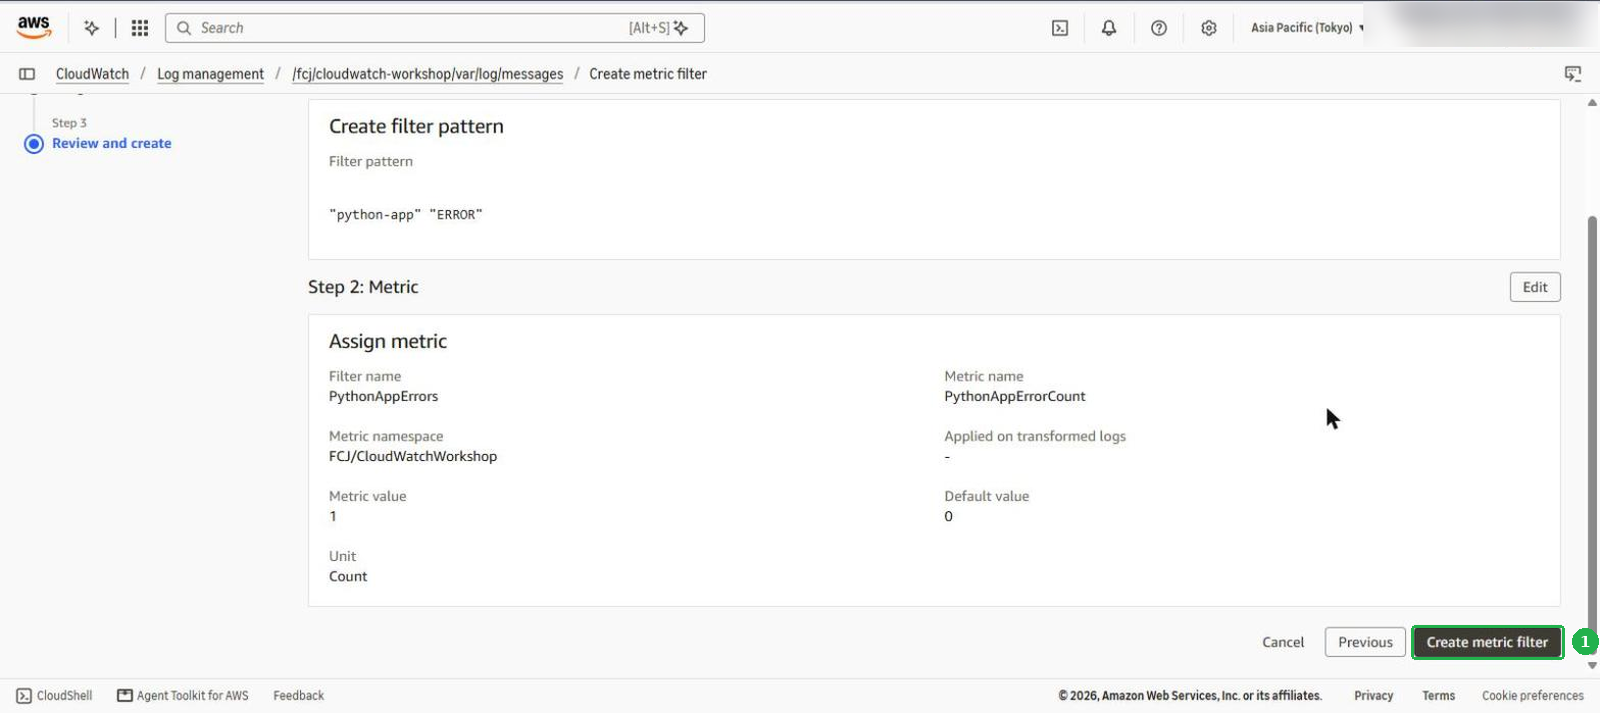 aws
Search
[Alt+S]
Asia Pacific (Tokyo)
CloudWatch / Log management / /fcj/cloudwatch-workshop/var/log/messages / Create metric filter
Step 3
Review and create
Create filter pattern
Filter pattern
"python-app" "ERROR"
Step 2: Metric
Edit
Assign metric
Filter name
PythonAppErrors
Metric name
PythonAppErrorCount
Metric namespace
FCJ/CloudWatchWorkshop
Applied on transformed logs
-
Metric value
1
Default value
0
Unit
Count
Cancel
Previous
Create metric filter
1
CloudShell
Agent Toolkit for AWS
Feedback
© 2026, Amazon Web Services, Inc. or its affiliates.
Privacy
Terms
Cookie preferences